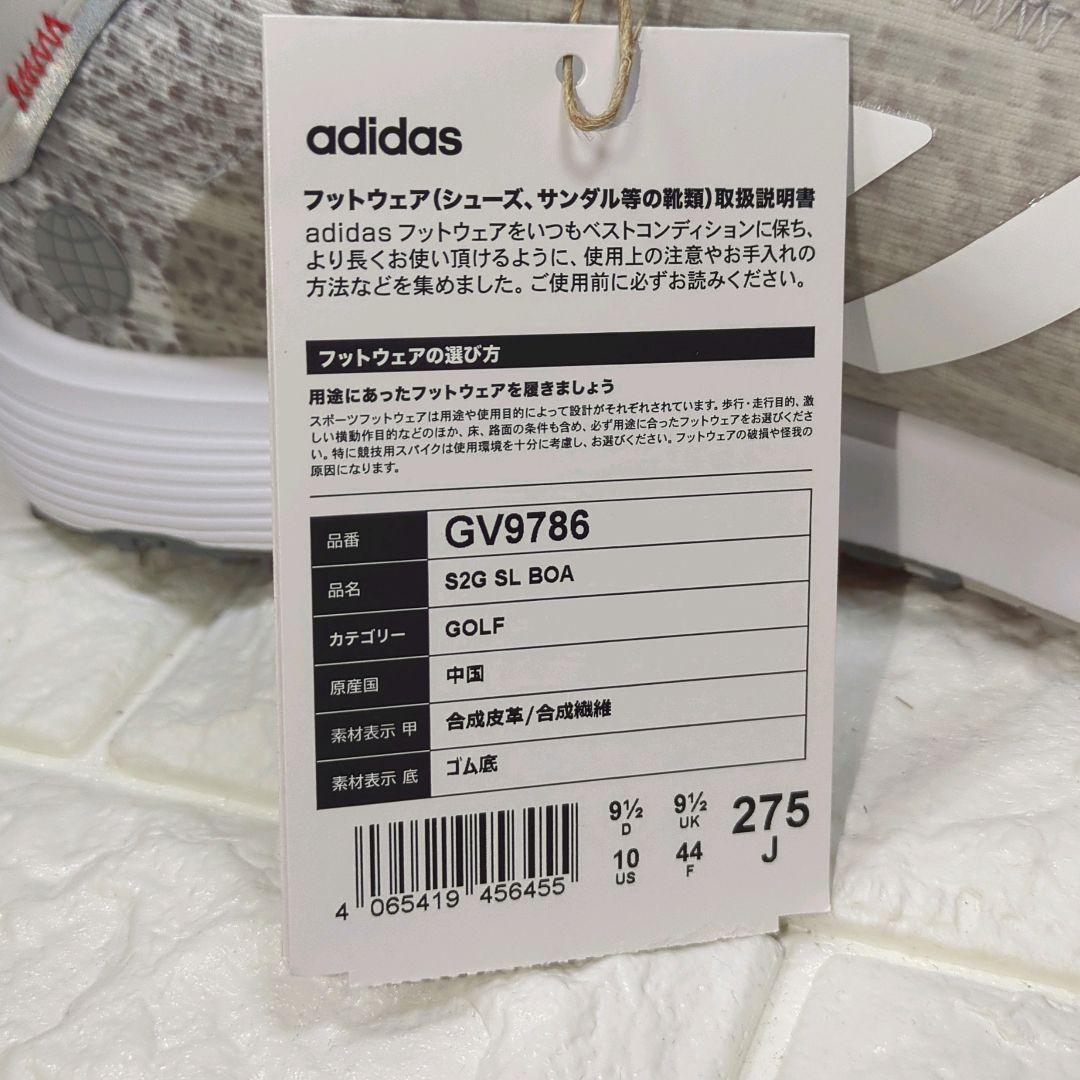 adidas
フットウェア(シューズ、サンダル等の靴類)取扱説明書
adidas フットウェアをいつもベストコンディションに保ち、
より長くお使い頂けるように、使用上の注意やお手入れの
方法などを集めました。ご使用前に必ずお読みください。
フットウェアの選び方
用途にあったフットウェアを履きましょう
スポーツフットウェアは用途や使用目的によって設計がそれぞれされています。歩行・走行目的、激
しい横動作目的などのほか、床、路面の条件も含め、必ず用途に合ったフットウェアをお選びくださ
い。特に競技用スパイクは使用環境を十分に考慮し、お選びください。フットウェアの破損や怪我の
原因になります。
品番 GV9786
品名 S2G SL BOA
カテゴリー GOLF
原産国 中国
素材表示 甲 合成皮革/合成繊維
素材表示 底 ゴム底
9½ D 9½ UK 275 J
10 US 44 F
4 065419 456455